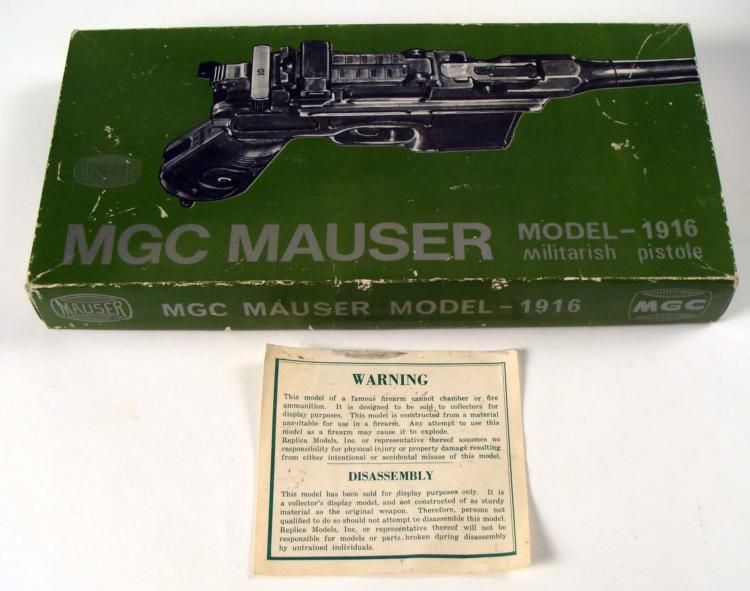 MAUSER
MGC MAUSER MODEL-1916
Militarish pistole
MAUSER MGC MAUSER MODEL-1916 MGC
WARNING
This model of a famous firearm cannot chamber or fire
ammunition. It is designed to be sold to collectors for
display purposes. This model is constructed from a material
unsuitable for use in a firearm. Any attempt to use this
model as a firearm may cause it to explode.
Replica Models, Inc. or representative thereof assumes no
responsibility for physical injury or property damage resulting
from either intentional or accidental misuse of this model.
DISASSEMBLY
This model has been sold for display purposes only. It is
a collector's display model, and not constructed of as sturdy
material as the original weapon. Therefore, persons not
qualified to do so should not attempt to disassemble this model.
Replica Models, Inc. or representative thereof will not be
responsible for models or parts broken during disassembly
by untrained individuals.